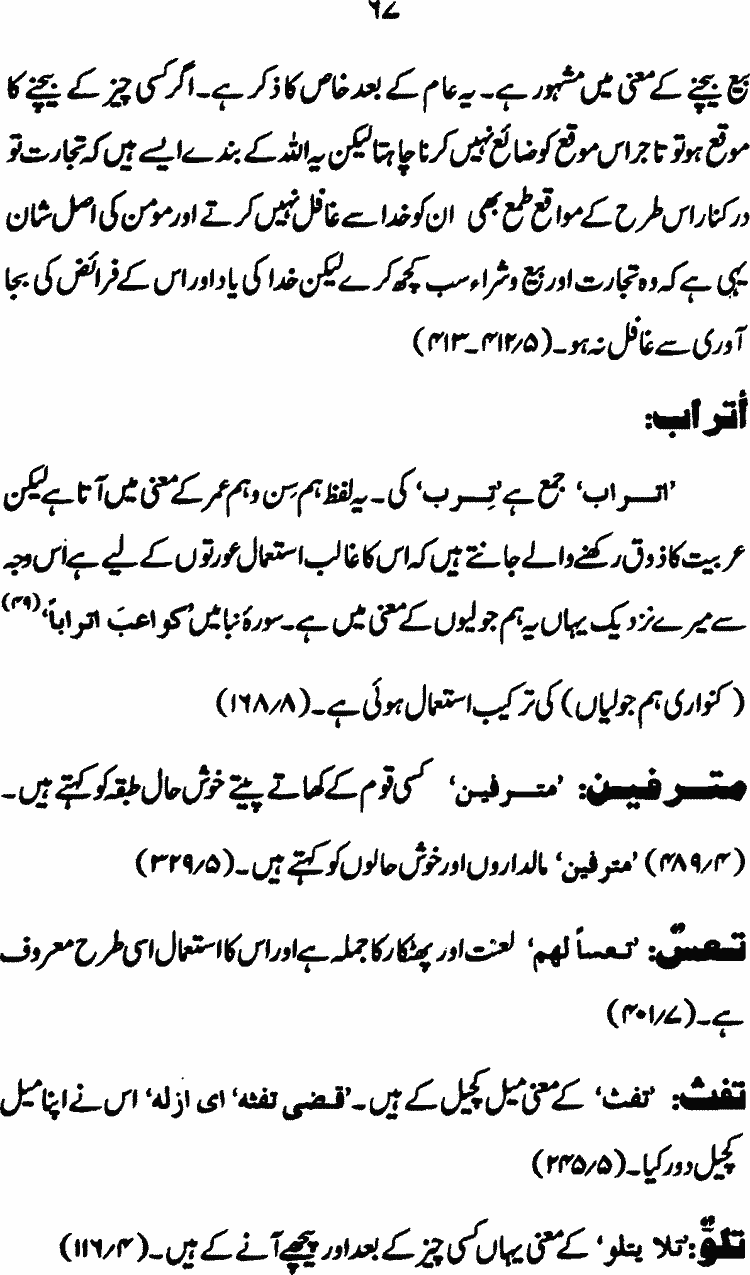 ۹۷
بیع بیچنے کے معنی میں مشہور ہے۔ یہ عام کے بعد خاص کا ذکر ہے۔ اگر کسی چیز کے بیچنے کا
موقع ہو تو تاجر اس موقع کو ضائع نہیں کرنا چاہتا لیکن یہ اللہ کے بندے ایسے ہیں کہ تجارت تو
درکنار اس طرح کے مواقع طمع بھی ان کو خدا سے غافل نہیں کرتے اور مؤمن کی اصل شان
یہی ہے کہ وہ تجارت اور بیع وشراء سب کچھ کرے لیکن خدا کی یاد اور اس کے فرائض کی بجا
آوری سے غافل نہ ہو۔ (۴۱۲/۵۔۴۱۳)
أتراب:
’اتراب‘ جمع ہے ’تِرب‘ کی۔ یہ لفظ ہم سِن و ہم عمر کے معنی میں آتا ہے لیکن
عربیت کا ذوق رکھنے والے جانتے ہیں کہ اس کا غالب استعمال عورتوں کے لیے ہے اس وجہ
سے میرے نزدیک یہاں یہ ہم جولیوں کے معنی میں ہے۔ سورۂ نبا میں ’کواعبَ اتراباً‘ (۴۹)
(کنواری ہم جولیاں) کی ترکیب استعمال ہوئی ہے۔ (۱۶۸/۸)
مترفین: ’مترفین‘ کسی قوم کے کھاتے پیتے خوش حال طبقہ کو کہتے ہیں۔
(۴۸۹/۴) ’مترفین‘ مالداروں اور خوش حالوں کو کہتے ہیں۔ (۳۲۹/۵)
تعسٌ: ’تعساً لهم‘ لعنت اور پھٹکار کا جملہ ہے اور اس کا استعمال اسی طرح معروف
ہے۔ (۴۰۱/۷)
تفث: ’تفث‘ کے معنی میل کچیل کے ہیں۔ ’قضی تفثه‘ ای ازله‘ اس نے اپنا میل
کچیل دور کیا۔ (۲۴۵/۵)
تلوٌّ: ’تلا یتلو‘ کے معنی یہاں کسی چیز کے بعد اور پیچھے آنے کے ہیں۔ (۱۱۶/۴)